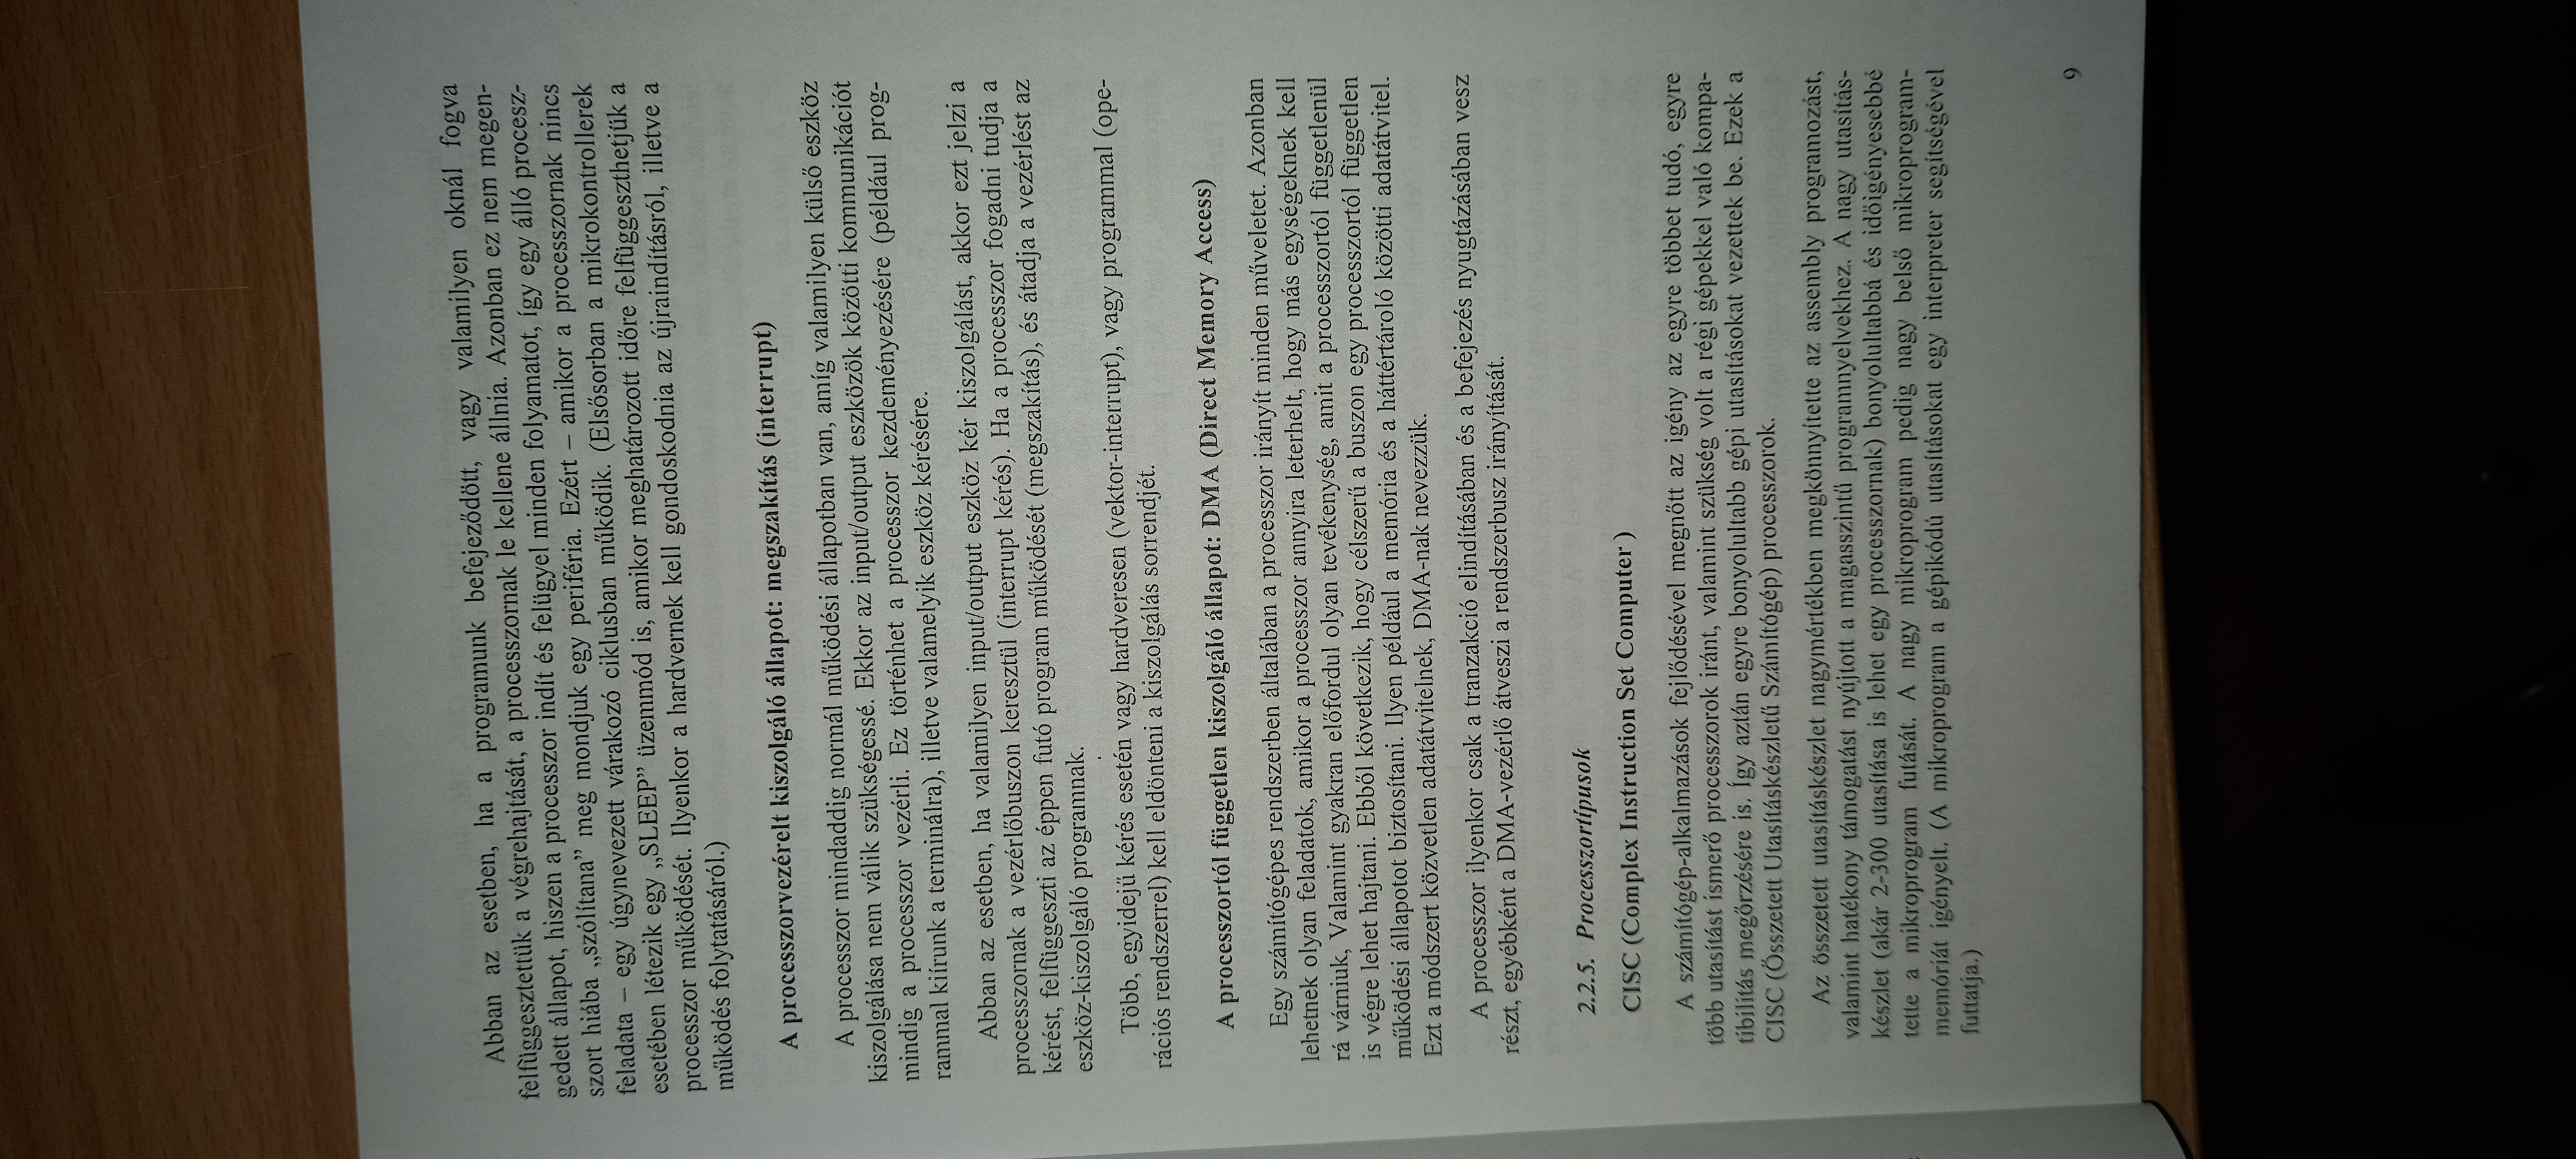 Abban az esetben, ha a programunk befejeződött, vagy valamilyen oknál fogva
felfüggesztettük a végrehajtását, a processzornak le kellene állnia. Azonban ez nem megen-
gedett állapot, hiszen a processzor indít és felügyel minden folyamatot, így egy álló procesz-
szort hiába „szólítana” meg mondjuk egy periféria. Ezért – amikor a processzornak nincs
feladata – egy úgynevezett várakozó ciklusban működik. (Elsősorban a mikrokontrollerek
esetében létezik egy „SLEEP” üzemmód is, amikor meghatározott időre felfüggeszthetjük a
processzor működését. Ilyenkor a hardvernek kell gondoskodnia az újraindításról, illetve a
működés folytatásáról.)
A processzorvezérelt kiszolgáló állapot: megszakítás (interrupt)
A processzor mindaddig normál működési állapotban van, amíg valamilyen külső eszköz
kiszolgálása nem válik szükségessé. Ekkor az input/output eszközök közötti kommunikációt
mindig a processzor vezérli. Ez történhet a processzor kezdeményezésére (például prog-
rammal kiírunk a terminálra), illetve valamelyik eszköz kérésére.
Abban az esetben, ha valamilyen input/output eszköz kér kiszolgálást, akkor ezt jelzi a
processzornak a vezérlőbuszon keresztül (interrupt kérés). Ha a processzor fogadni tudja a
kérést, felfüggeszti az éppen futó program működését (megszakítás), és átadja a vezérlést az
eszköz-kiszolgáló programnak.
Több, egyidejű kérés esetén vagy hardveresen (vektor-interrupt), vagy programmal (ope-
rációs rendszerrel) kell eldönteni a kiszolgálás sorrendjét.
A processzortól független kiszolgáló állapot: DMA (Direct Memory Access)
Egy számítógépes rendszerben általában a processzor irányít minden műveletet. Azonban
lehetnek olyan feladatok, amikor a processzor annyira leterhelt, hogy más egységeknek kell
rá várniuk, Valamint gyakran előfordul olyan tevékenység, amit a processzortól függetlenül
is végre lehet hajtani. Ebből következik, hogy célszerű a buszon egy processzortól független
működési állapotot biztosítani. Ilyen például a memória és a háttértároló közötti adatátvitel.
Ezt a módszert közvetlen adatátvitelnek, DMA-nak nevezzük.
A processzor ilyenkor csak a tranzakció elindításában és a befejezés nyugtázásában vesz
részt, egyébként a DMA-vezérlő átveszi a rendszerbusz irányítását.
2.2.5. Processzortípusok
CISC (Complex Instruction Set Computer )
A számítógép-alkalmazások fejlődésével megnőtt az igény az egyre többet tudó, egyre
több utasítást ismerő processzorok iránt, valamint szükség volt a régi gépekkel való kompa-
tibilitás megőrzésére is. Így aztán egyre bonyolultabb gépi utasításokat vezettek be. Ezek a
CISC (Összetett Utasításkészletű Számítógép) processzorok.
Az összetett utasításkészlet nagymértékben megkönnyítette az assembly programozást,
valamint hatékony támogatást nyújtott a magasszintű programnyelvekhez. A nagy utasítás-
készlet (akár 2-300 utasítása is lehet egy processzornak) bonyolultabbá és időigényesebbé
tette a mikroprogram futását. A nagy mikroprogram pedig nagy belső mikroprogram-
memóriát igényelt. (A mikroprogram a gépikódú utasításokat egy interpreter segítségével
futtatja.)
9